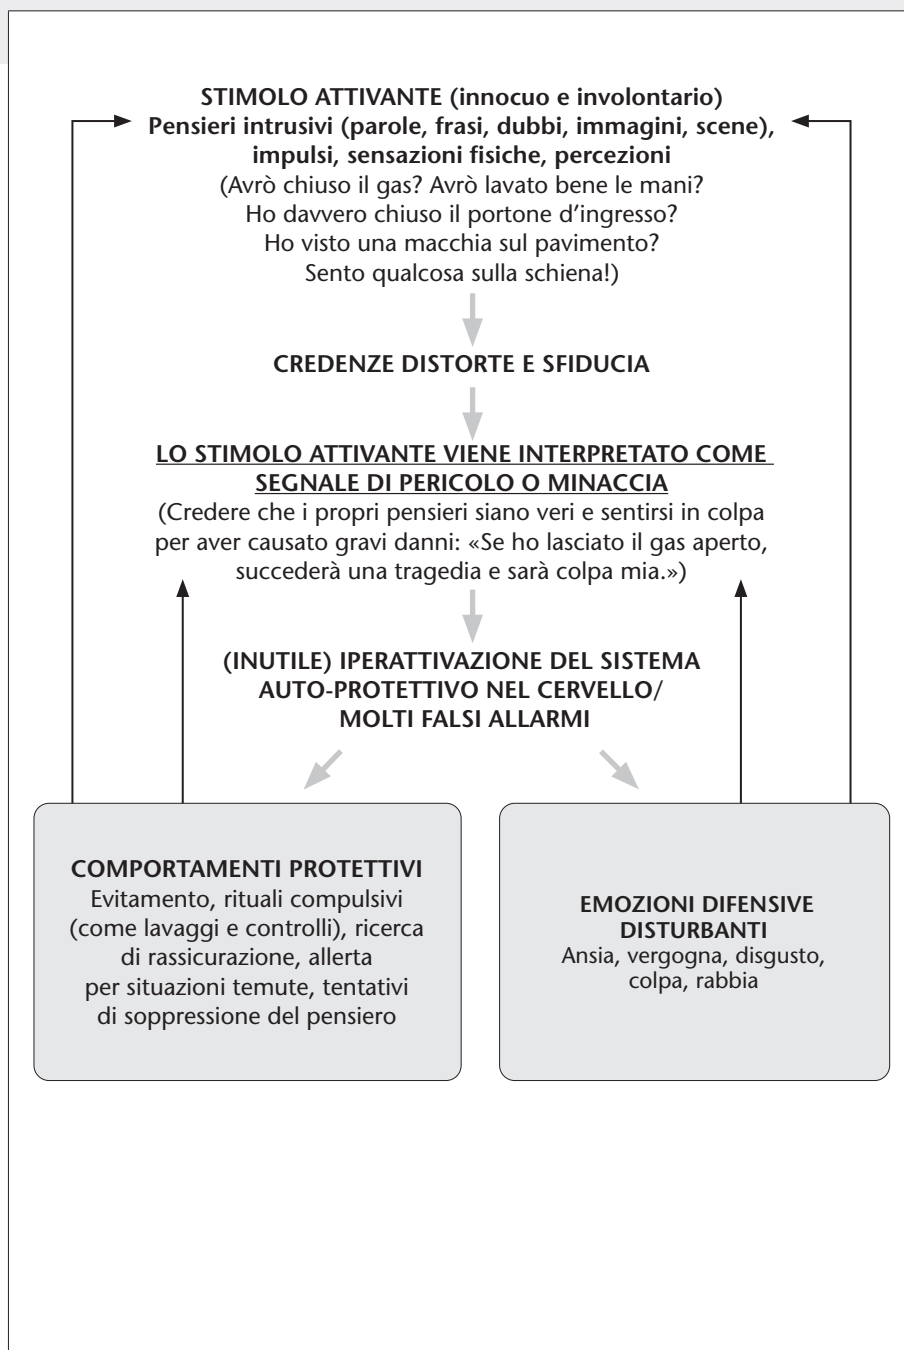 STIMOLO ATTIVANTE (innocuo e involontario)
Pensieri intrusivi (parole, frasi, dubbi, immagini, scene),
impulsi, sensazioni fisiche, percezioni
(Avrò chiuso il gas? Avrò lavato bene le mani?
Ho davvero chiuso il portone d’ingresso?
Ho visto una macchia sul pavimento?
Sento qualcosa sulla schiena!)
CREDENZE DISTORTE E SFIDUCIA
LO STIMOLO ATTIVANTE VIENE INTERPRETATO COME
SEGNALE DI PERICOLO O MINACCIA
(Credere che i propri pensieri siano veri e sentirsi in colpa
per aver causato gravi danni: «Se ho lasciato il gas aperto,
succederà una tragedia e sarà colpa mia.»)
(INUTILE) IPERATTIVAZIONE DEL SISTEMA
AUTO-PROTETTIVO NEL CERVELLO/
MOLTI FALSI ALLARMI
COMPORTAMENTI PROTETTIVI
Evitamento, rituali compulsivi
(come lavaggi e controlli), ricerca
di rassicurazione, allerta
per situazioni temute, tentativi
di soppressione del pensiero
EMOZIONI DIFENSIVE
DISTURBANTI
Ansia, vergogna, disgusto,
colpa, rabbia